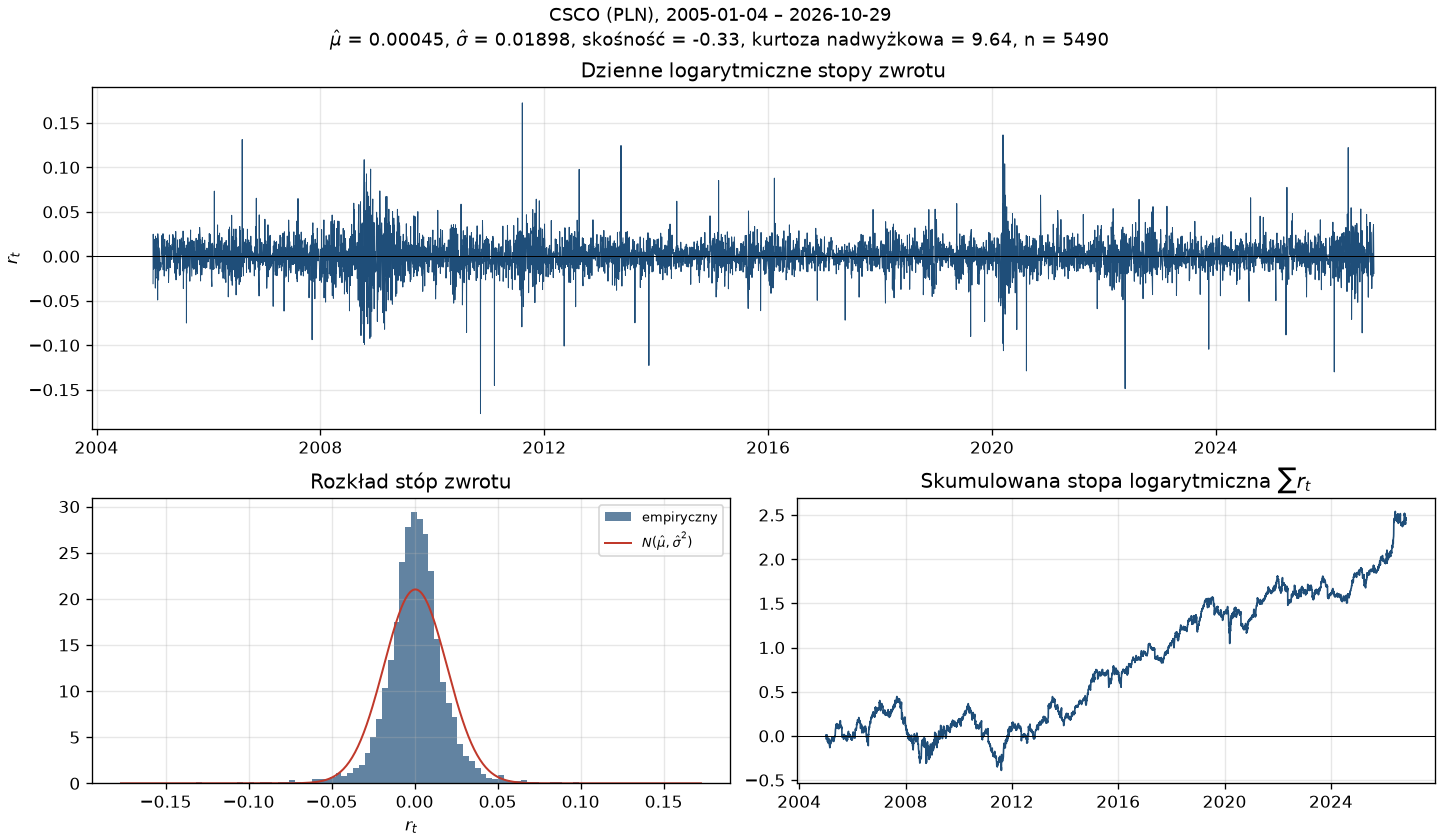 CSCO (PLN), 2005-01-04 – 2026-10-29
μ̂ = 0.00045, σ̂ = 0.01898, skośność = -0.33, kurtoza nadwyżkowa = 9.64, n = 5490
Dzienne logarytmiczne stopy zwrotu
r_t
0.15
0.10
0.05
0.00
−0.05
−0.10
−0.15
2004 2008 2012 2016 2020 2024
Rozkład stóp zwrotu
30
25
20
15
10
5
0
empiryczny
N(μ̂, σ̂²)
−0.15 −0.10 −0.05 0.00 0.05 0.10 0.15
r_t
Skumulowana stopa logarytmiczna ∑r_t
2.5
2.0
1.5
1.0
0.5
0.0
−0.5
2004 2008 2012 2016 2020 2024